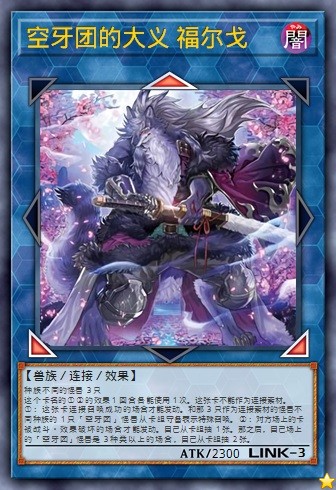 空牙团的大义 福尔戈
闇
【兽族／连接／效果】
种族不同的怪兽 3只
这个卡名的①②的效果1回合各能使用1次。这张卡不能作为连接素材。
①：这张卡连接召唤成功的场合才能发动。和那3只作为连接素材的怪兽不
同种族的1只「空牙团」怪兽从卡组守备表示特殊召唤。②：对方场上的卡
被战斗·效果破坏的场合才能发动。自己从卡组抽1张。那之后，自己场上
的「空牙团」怪兽是3种类以上的场合，自己从卡组抽2张。
ATK/2300 LINK-3